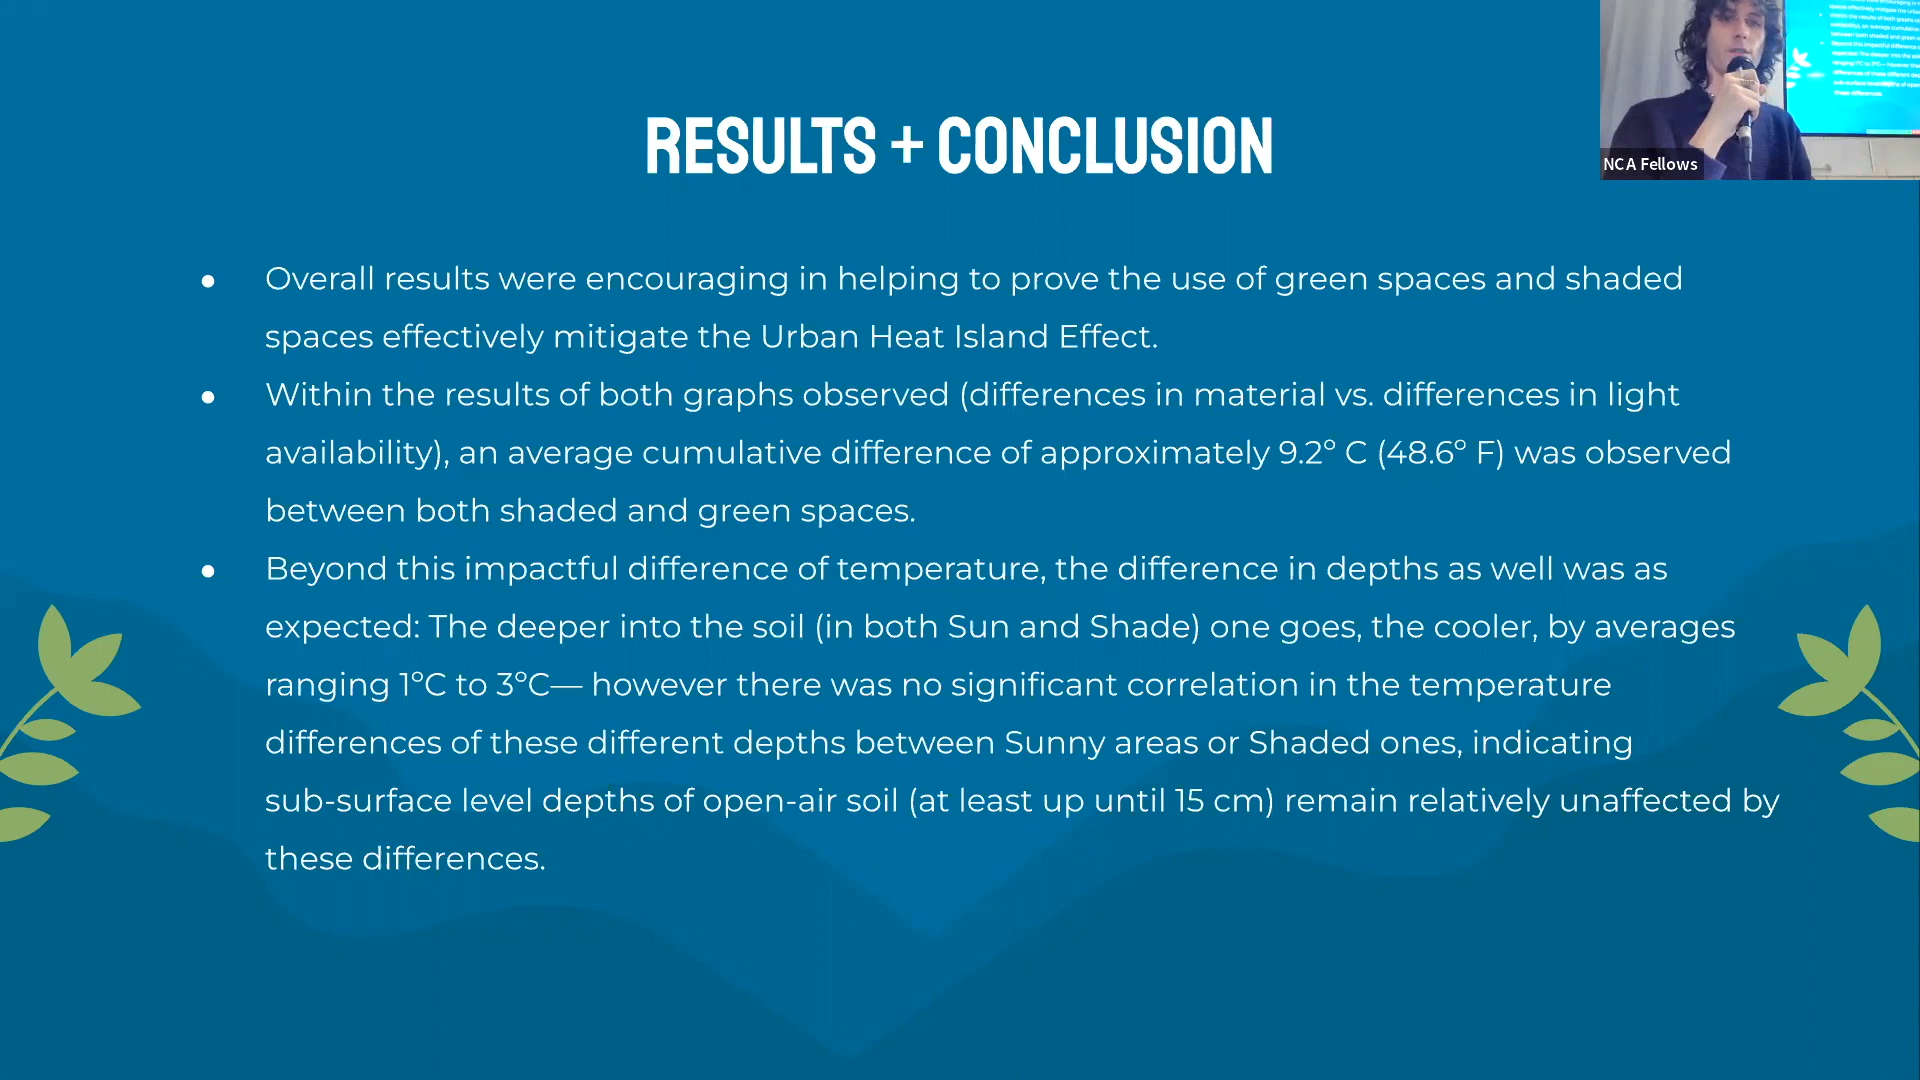 RESULTS + CONCLUSION
NCA Fellows
● Overall results were encouraging in helping to prove the use of green spaces and shaded
spaces effectively mitigate the Urban Heat Island Effect.
● Within the results of both graphs observed (differences in material vs. differences in light
availability), an average cumulative difference of approximately 9.2º C (48.6º F) was observed
between both shaded and green spaces.
● Beyond this impactful difference of temperature, the difference in depths as well was as
expected: The deeper into the soil (in both Sun and Shade) one goes, the cooler, by averages
ranging 1ºC to 3ºC— however there was no significant correlation in the temperature
differences of these different depths between Sunny areas or Shaded ones, indicating
sub-surface level depths of open-air soil (at least up until 15 cm) remain relatively unaffected by
these differences.